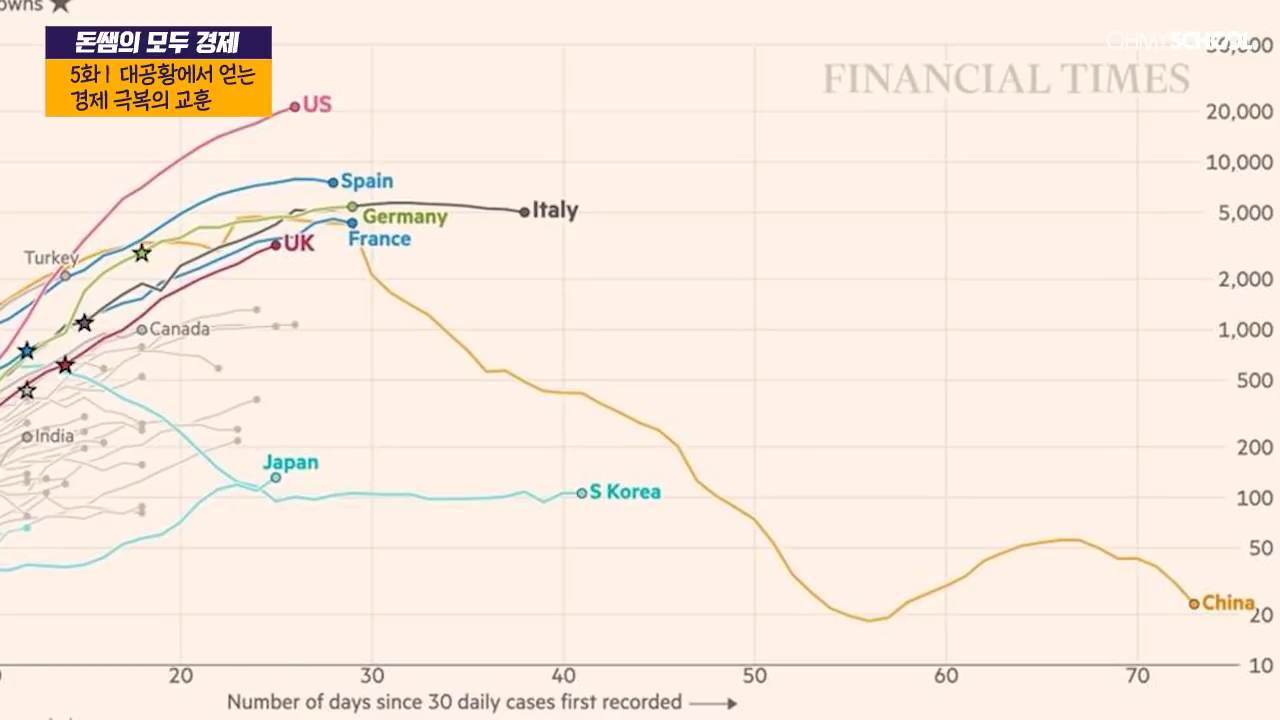 owns ★
돈쌤의 모두 경제
5화 | 대공황에서 얻는
경제 극복의 교훈
OHMYSCHOOL
FINANCIAL TIMES
50,000
20,000
10,000
5,000
2,000
1,000
500
200
100
50
20
10
US
Spain
Germany
Italy
France
UK
Turkey
Canada
India
Japan
S Korea
China
20 30 40 50 60 70
Number of days since 30 daily cases first recorded